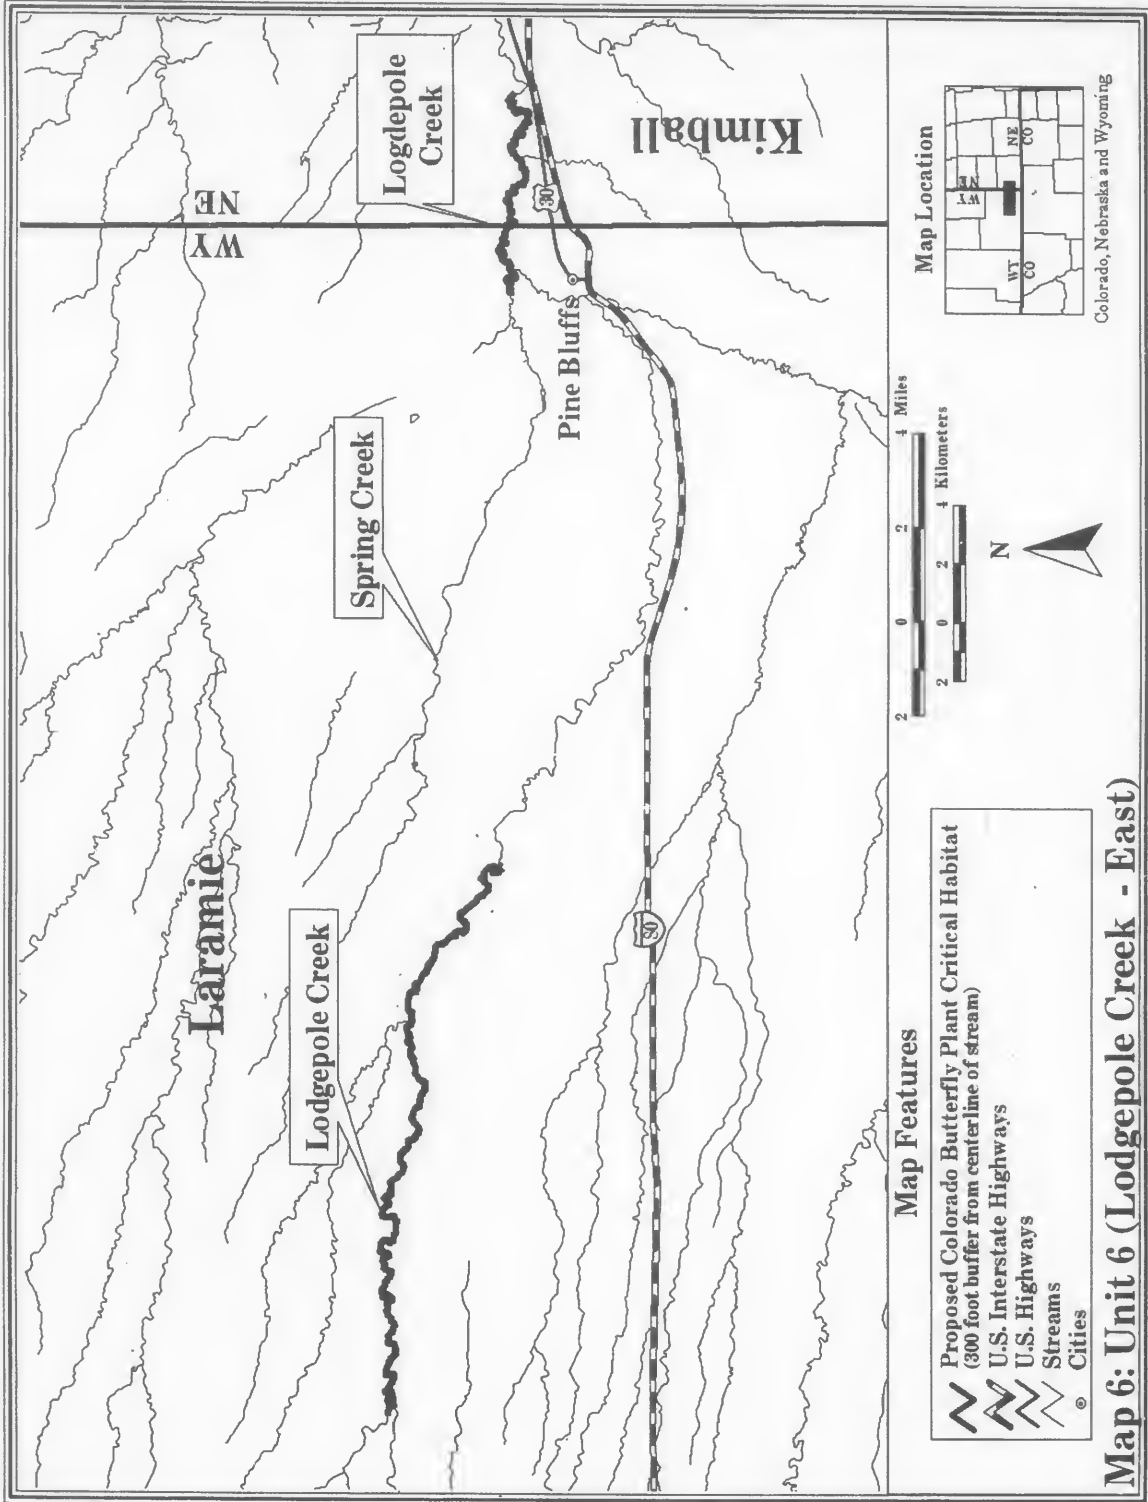 Laramie
WY
NE
Logdepole
Creek
Spring Creek
Lodgepole Creek
Pine Bluffs
30
80
Kimball
Map Features
Proposed Colorado Butterfly Plant Critical Habitat
(300 foot buffer from centerline of stream)
U.S. Interstate Highways
U.S. Highways
Streams
Cities
2 0 2 4 Miles
2 0 2 4 Kilometers
N
Map Location
WY
NE
WY
NE
CO
CO
Colorado, Nebraska and Wyoming
Map 6: Unit 6 (Lodgepole Creek - East)